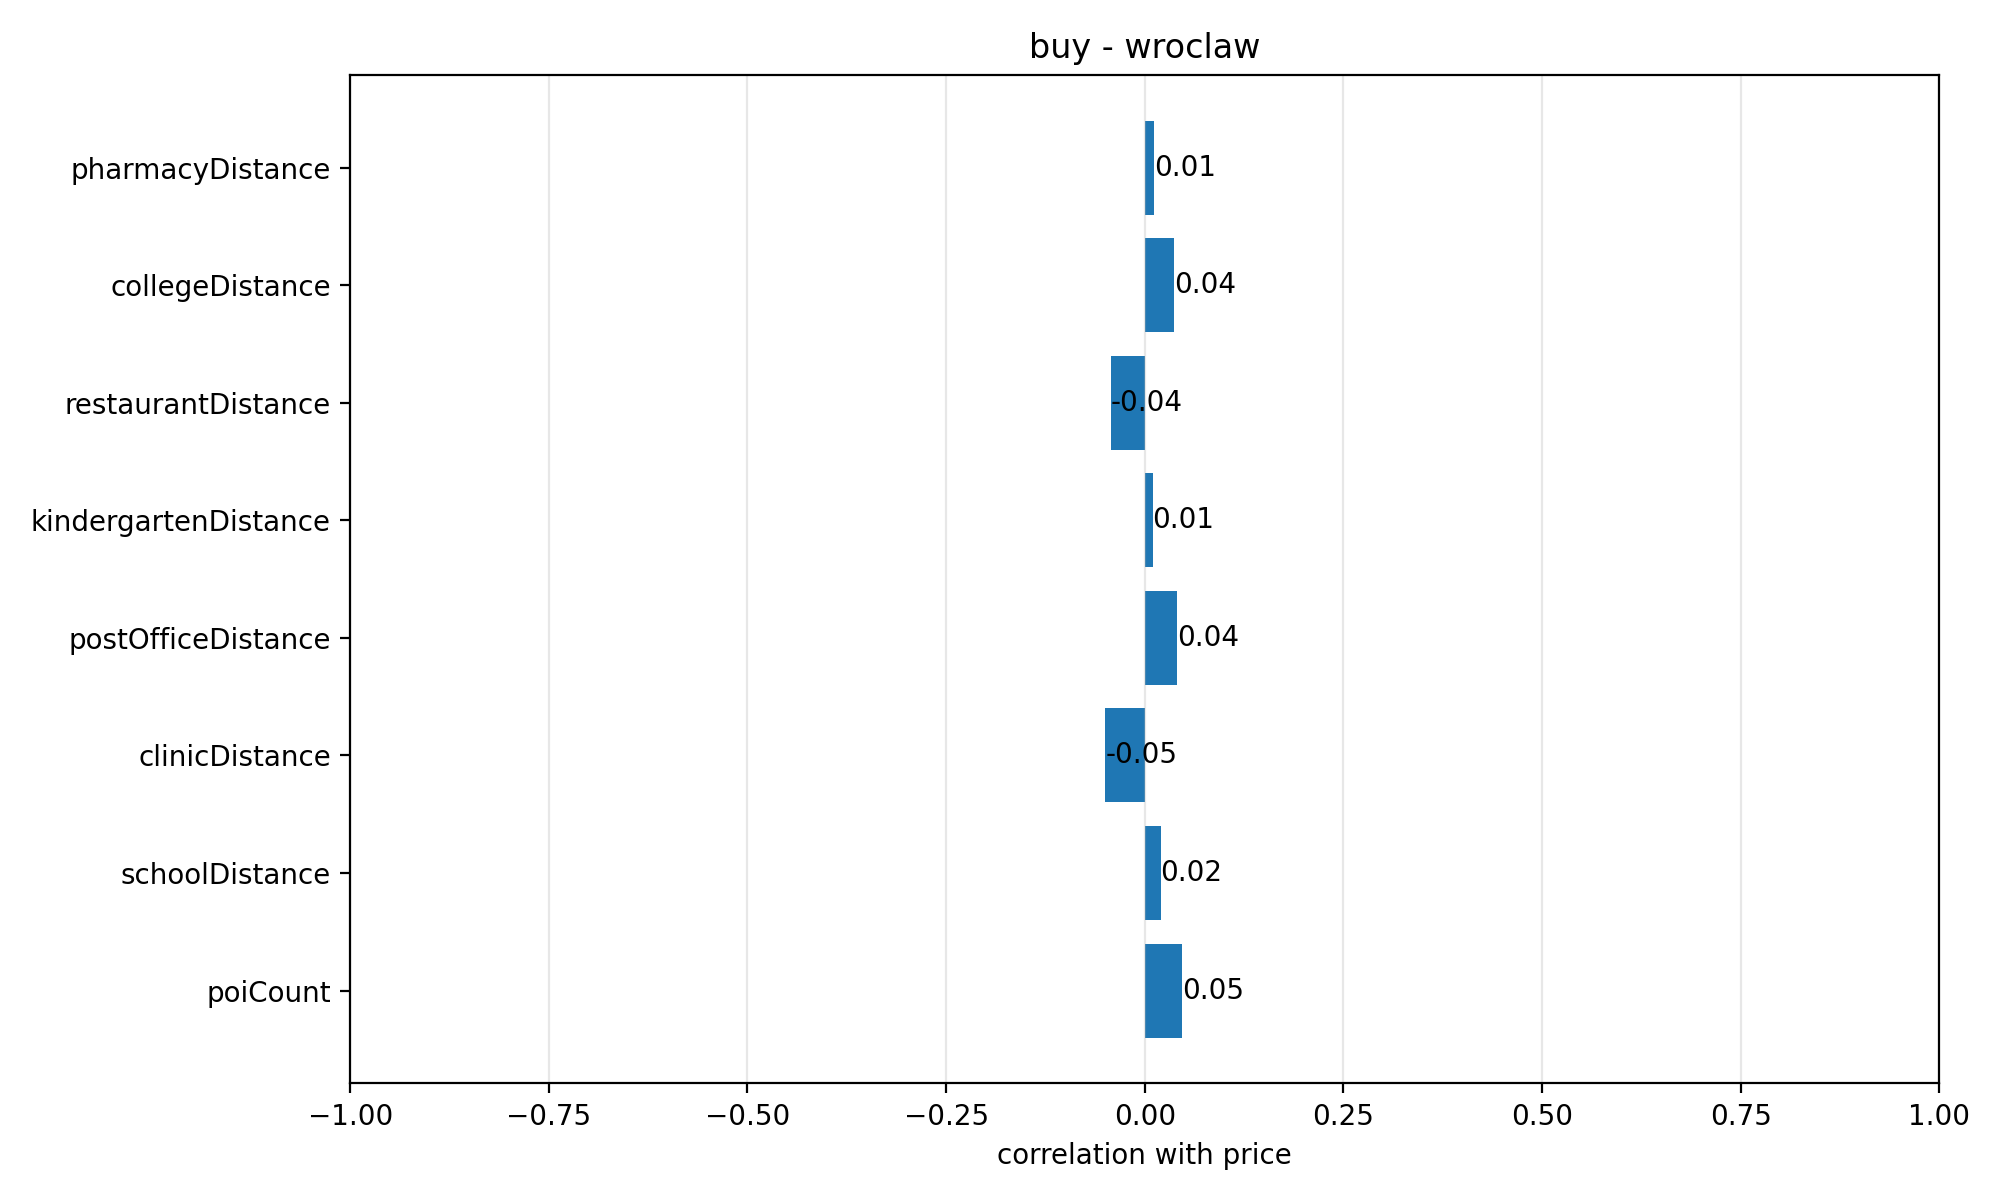 buy - wroclaw
pharmacyDistance
0.01
collegeDistance
0.04
restaurantDistance
-0.04
kindergartenDistance
0.01
postOfficeDistance
0.04
clinicDistance
-0.05
schoolDistance
0.02
poiCount
0.05
−1.00 −0.75 −0.50 −0.25 0.00 0.25 0.50 0.75 1.00
correlation with price